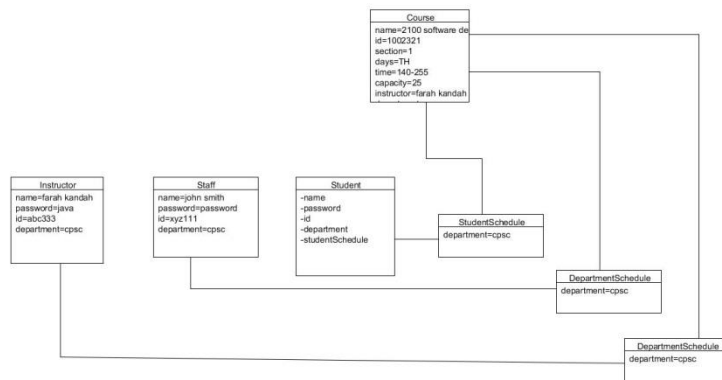 Course
name=2100 software de
id=1002321
section=1
days=TH
time=140-255
capacity=25
instructor=farah kandah
Instructor
name=farah kandah
password=java
id=abc333
department=cpsc
Staff
name=john smith
password=password
id=xyz111
department=cpsc
Student
-name
-password
-id
-department
-studentSchedule
StudentSchedule
department=cpsc
DepartmentSchedule
department=cpsc
DepartmentSchedule
department=cpsc